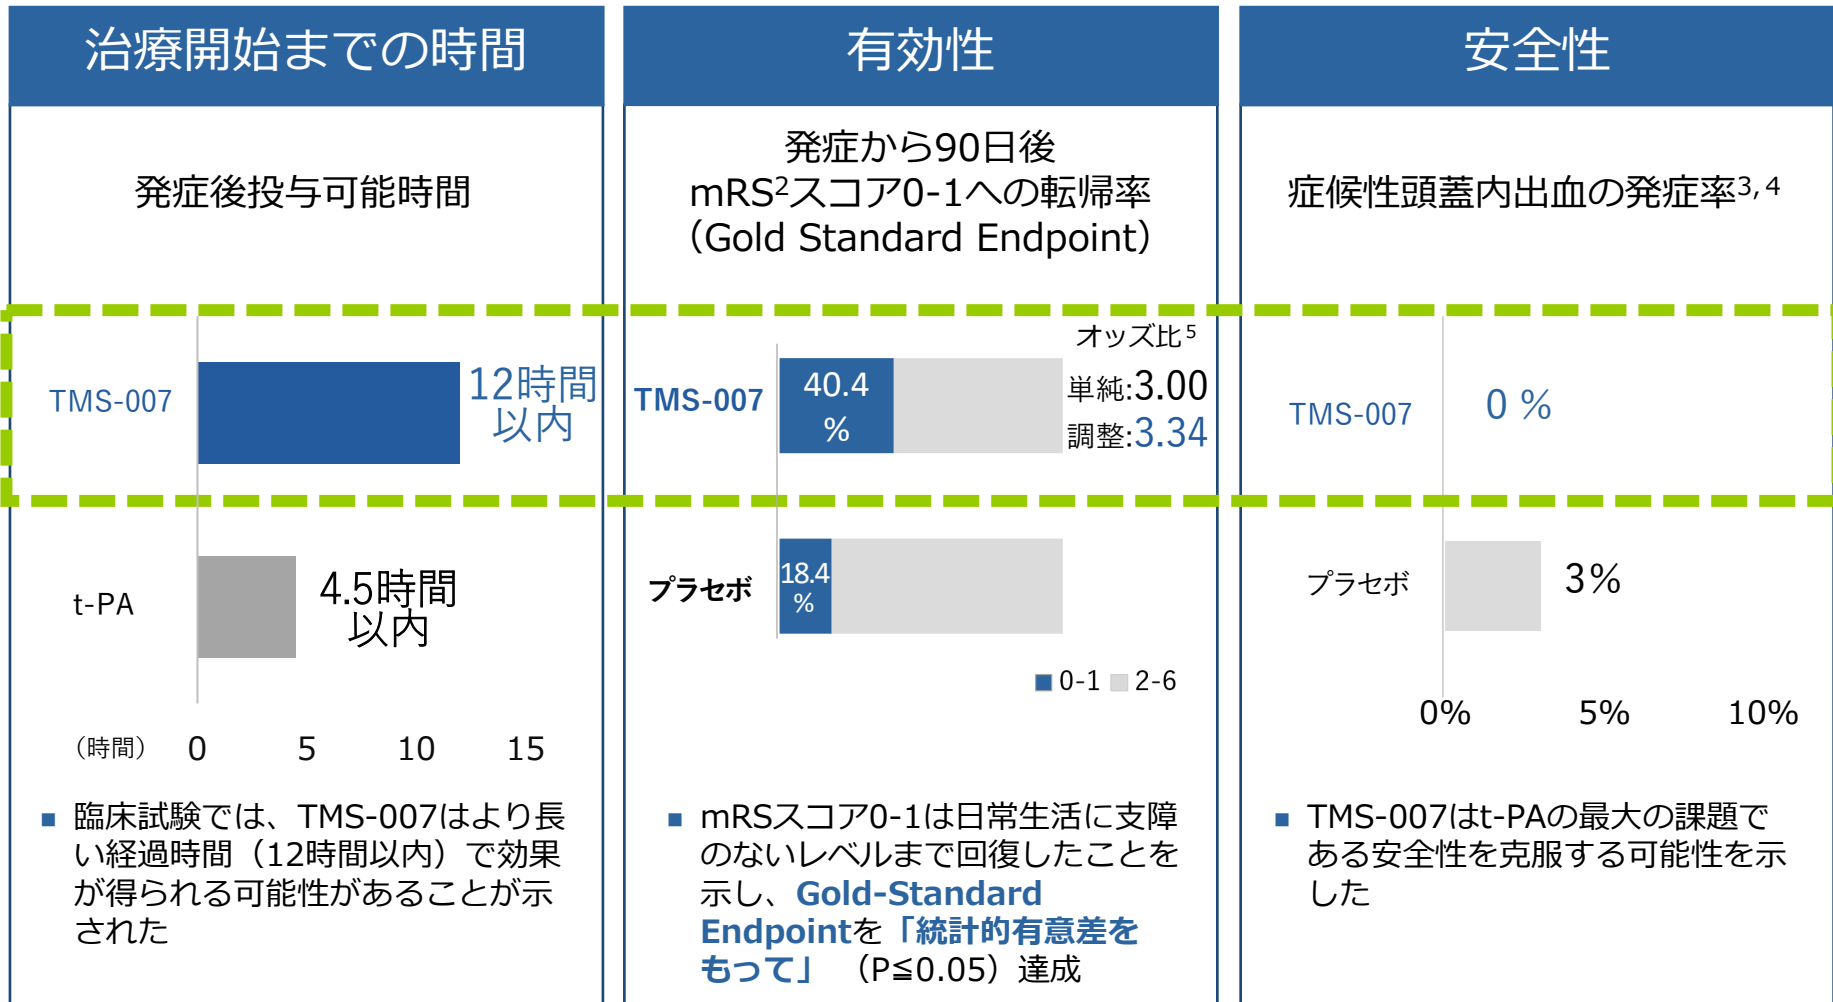 治療開始までの時間
発症後投与可能時間
TMS-007
12時間
以内
t-PA
4.5時間
以内
（時間） 0 5 10 15
■ 臨床試験では、TMS-007はより長
い経過時間（12時間以内）で効果
が得られる可能性があることが示
された
有効性
発症から90日後
mRS²スコア0-1への転帰率
（Gold Standard Endpoint）
オッズ比⁵
TMS-007
40.4
%
単純:3.00
調整:3.34
プラセボ
18.4
%
0-1 2-6
■ mRSスコア0-1は日常生活に支障
のないレベルまで回復したことを
示し、Gold-Standard
Endpointを「統計的有意差を
もって」 （P≦0.05）達成
安全性
症候性頭蓋内出血の発症率³,⁴
TMS-007
0 %
プラセボ
3%
0% 5% 10%
■ TMS-007はt-PAの最大の課題で
ある安全性を克服する可能性を示
した